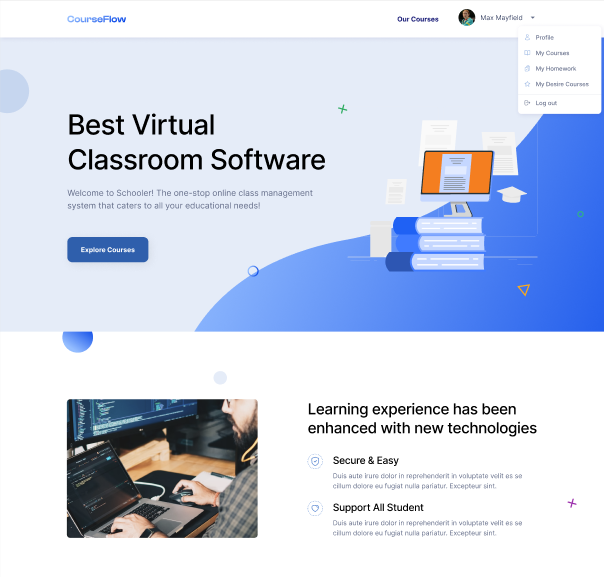 CourseFlow
Our Courses
Max Mayfield
Profile
My Courses
My Homework
My Desire Courses
Log out
Best Virtual
Classroom Software
Welcome to Schooler! The one-stop online class management
system that caters to all your educational needs!
Explore Courses
Learning experience has been
enhanced with new technologies
Secure & Easy
Duis aute irure dolor in reprehenderit in voluptate velit es se
cillum dolore eu fugiat nulla pariatur. Excepteur sint.
Support All Student
Duis aute irure dolor in reprehenderit in voluptate velit es se
cillum dolore eu fugiat nulla pariatur. Excepteur sint.